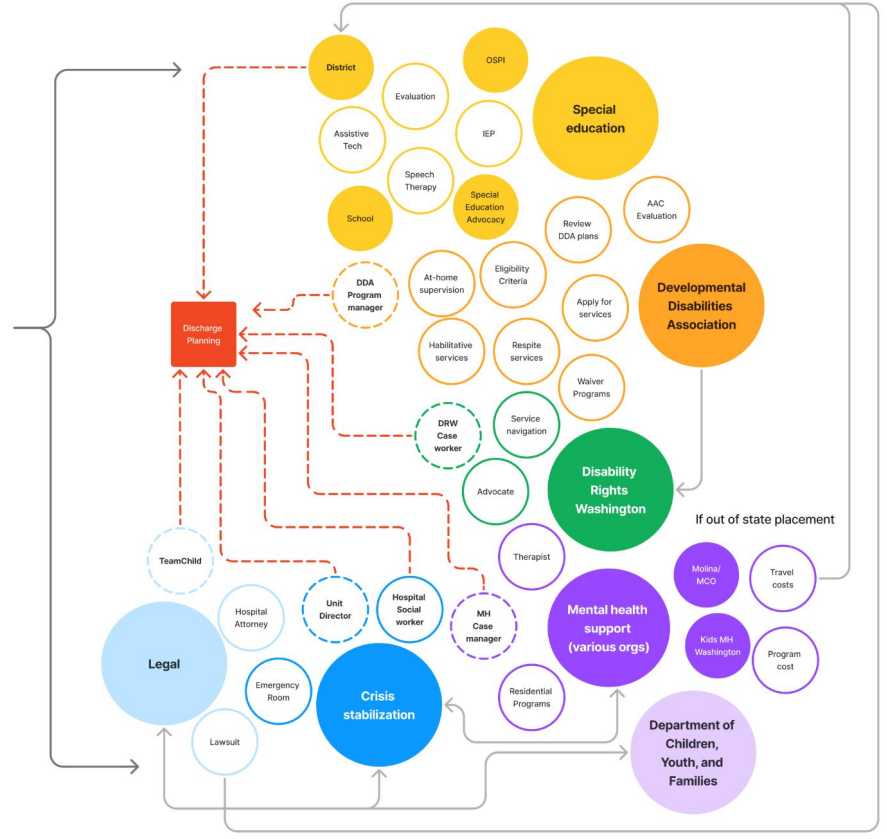 District
OSPI
Special
education
Evaluation
Assistive
Tech
IEP
Speech
Therapy
School
Special
Education
Advocacy
AAC
Evaluation
Review
DDA plans
DDA
Program
manager
At-home
supervision
Eligibility
Criteria
Apply for
services
Developmental
Disabilities
Association
Discharge
Planning
Habilitative
services
Respite
services
Waiver
Programs
DRW
Case
worker
Service
navigation
Disability
Rights
Washington
Advocate
If out of state placement
TeamChild
Therapist
Molina/
MCO
Travel
costs
Hospital
Attorney
Unit
Director
Hospital
Social
worker
MH
Case
manager
Mental health
support
(various orgs)
Kids MH
Washington
Program
cost
Legal
Emergency
Room
Crisis
stabilization
Residential
Programs
Lawsuit
Department of
Children,
Youth, and
Families